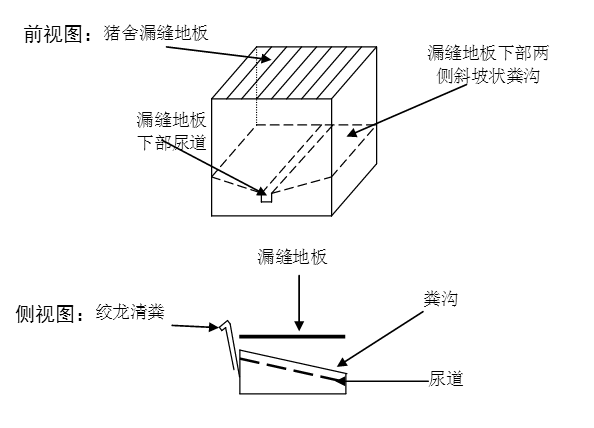 前视图：猪舍漏缝地板
漏缝地板下部两
侧斜坡状粪沟
漏缝地板
下部尿道
漏缝地板
侧视图：绞龙清粪
粪沟
尿道